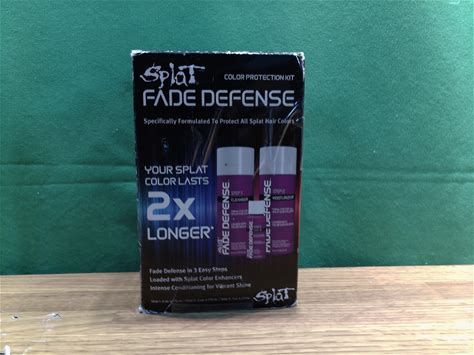 Splat
COLOR PROTECTION KIT
FADE DEFENSE
Specifically Formulated To Protect All Splat Hair Colors
YOUR SPLAT
COLOR LASTS
2x
LONGER*
CLEANSER
MOISTURIZER
FADE DEFENSE
FADE DEFENSE
Fade Defense in 3 Easy Steps
Loaded with Splat Color Enhancers
Intense Conditioning for Vibrant Shine
Splat